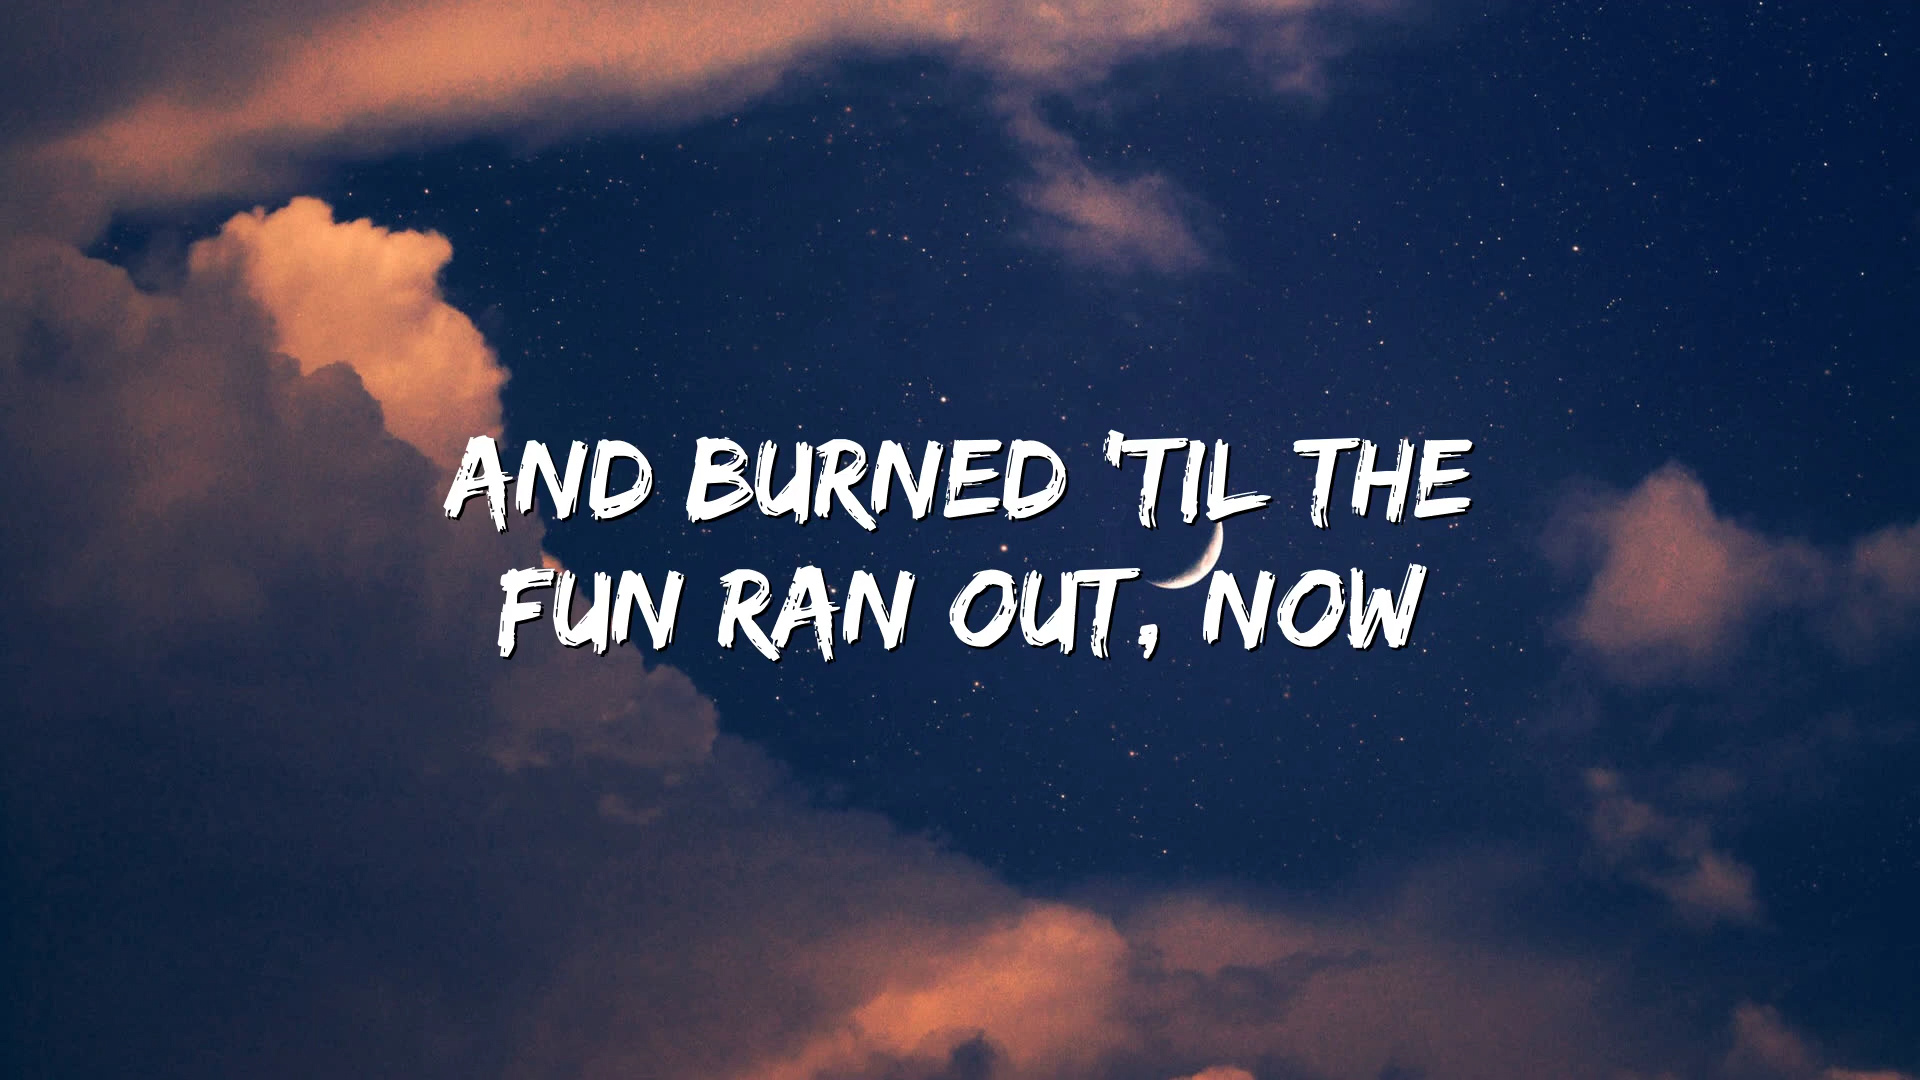 AND BURNED 'TIL THE
FUN RAN OUT, NOW